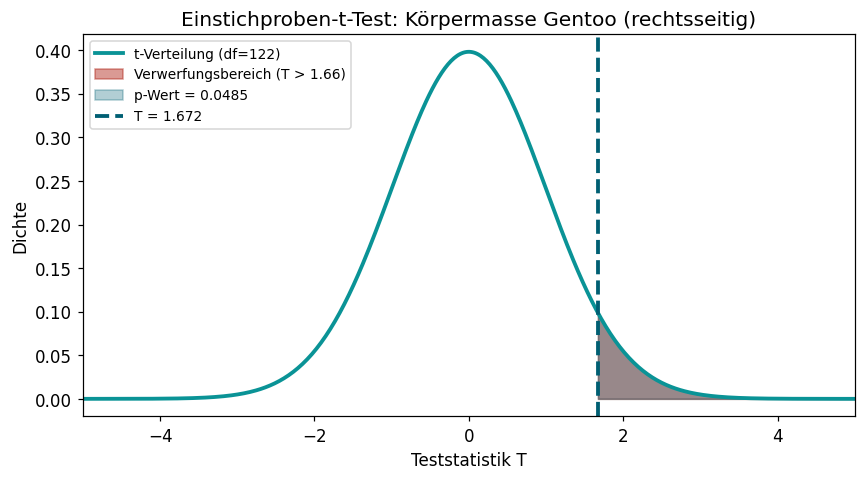 Einstichproben-t-Test: Körpermasse Gentoo (rechtsseitig)
t-Verteilung (df=122)
Verwerfungsbereich (T > 1.66)
p-Wert = 0.0485
T = 1.672
0.40
0.35
0.30
0.25
0.20
0.15
0.10
0.05
0.00
Dichte
−4 −2 0 2 4
Teststatistik T